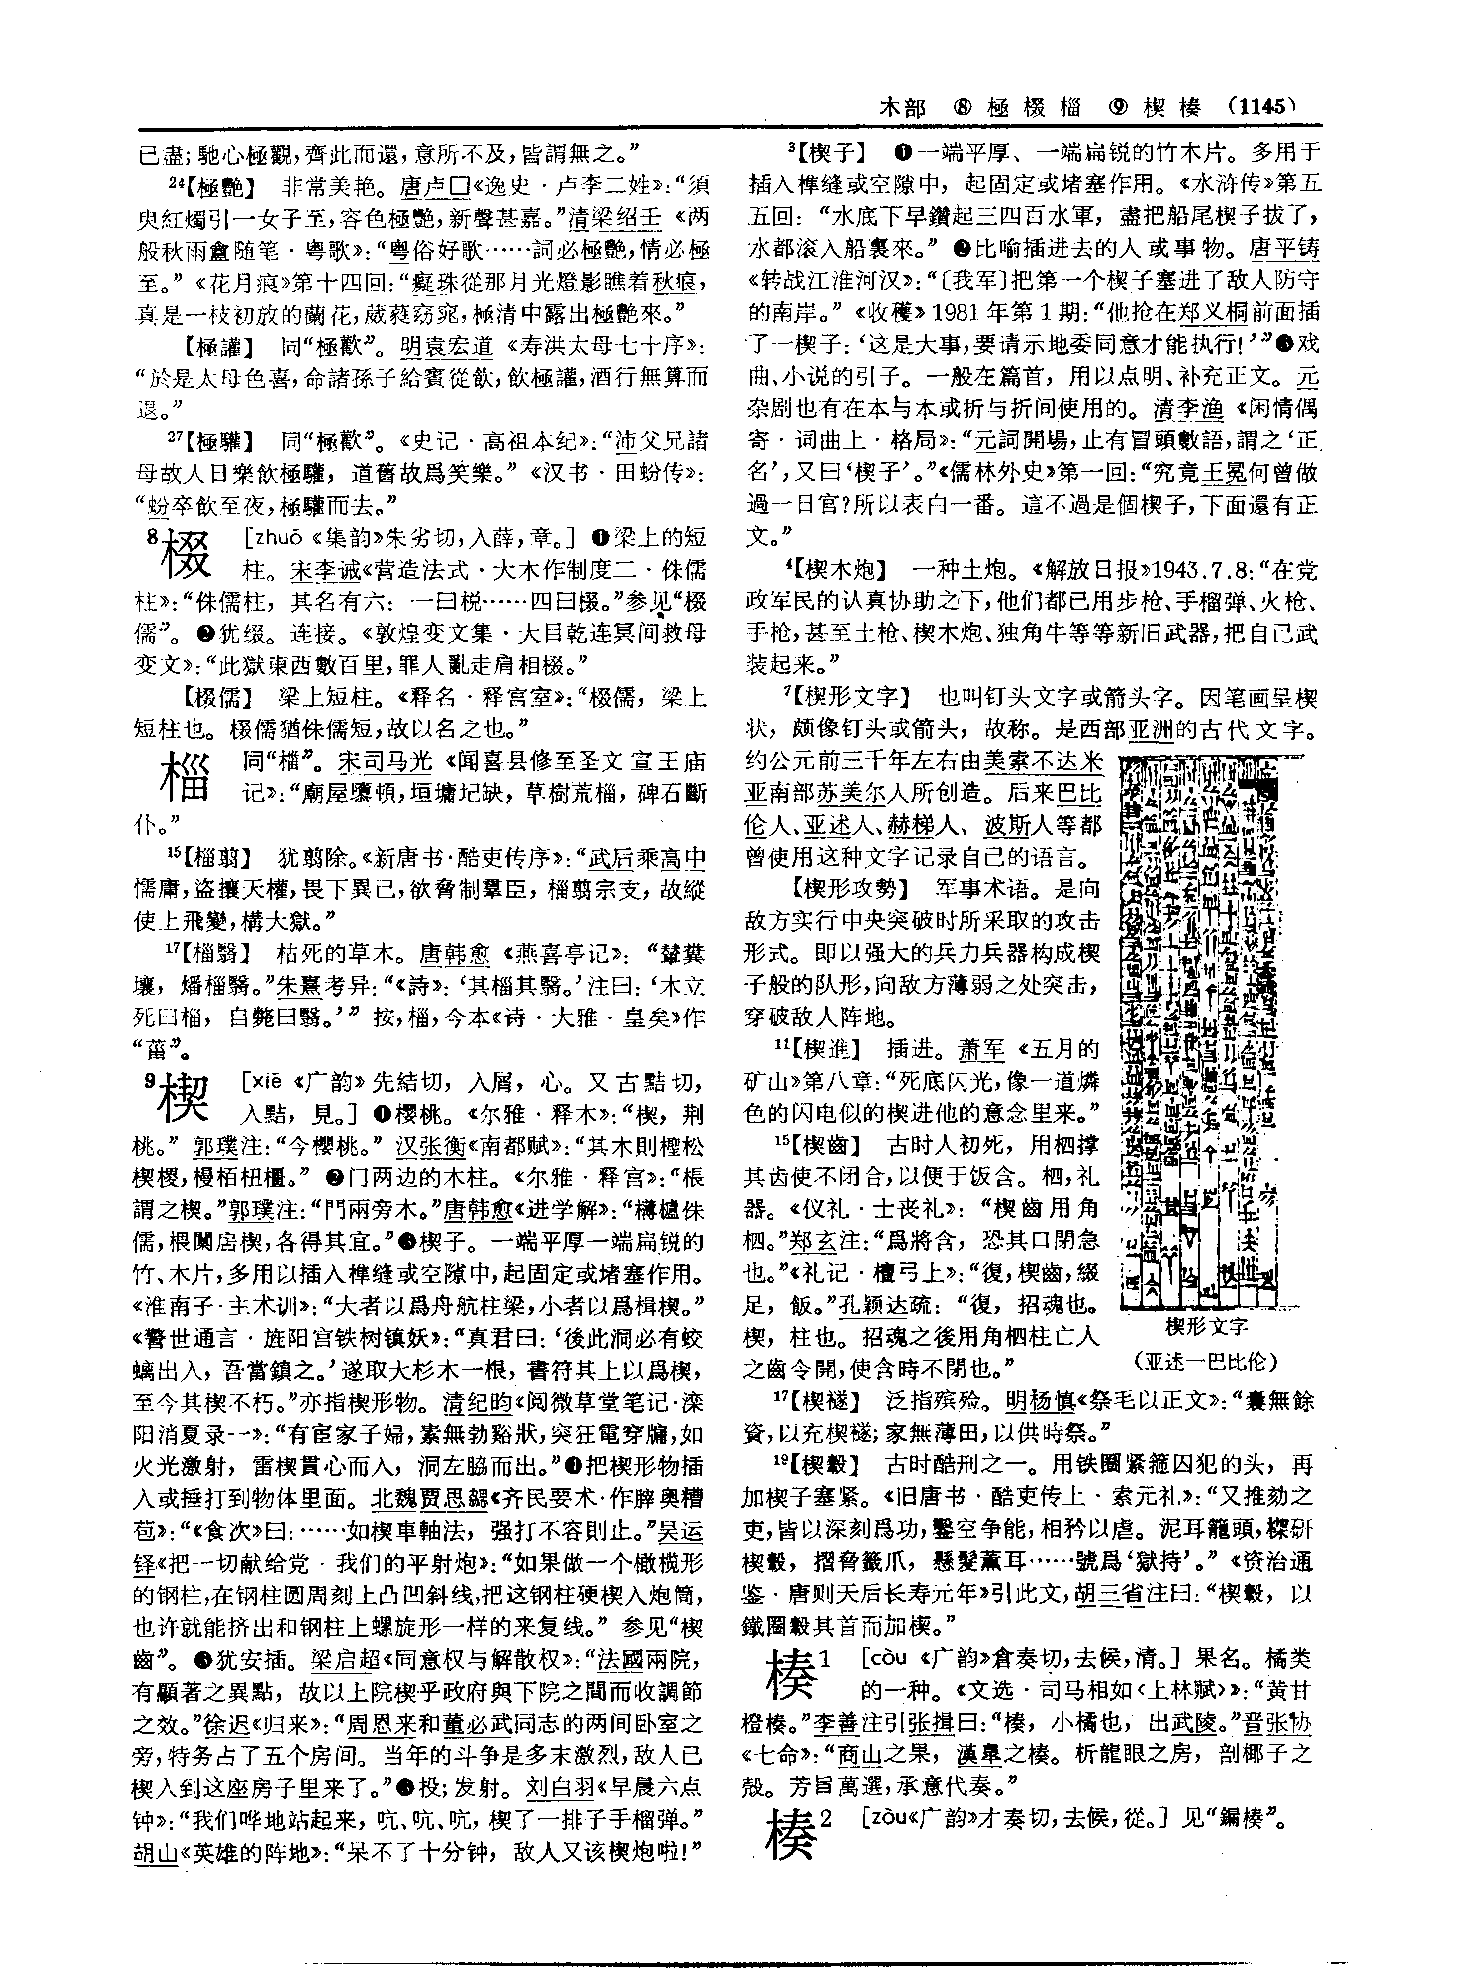 木部 ⑧ 極 棳 椔 ⑨ 楔 楱 (1145)
已盡；馳心極觀，齊此而還，意所不及，皆謂無之。”
24【極艷】 非常美艳。唐卢□《逸史·卢李二姓》：“須
臾紅燭引一女子至，容色極艷，新聲甚嘉。”清梁绍壬《两
般秋雨盦随笔·粤歌》：“粤俗好歌……詞必極艷，情必極
至。”《花月痕》第十四回：“癡珠從那月光燈影瞧着秋痕，
真是一枝初放的蘭花，葳蕤窈窕，極清中露出極艷來。”
【極讙】 同“極歡”。明袁宏道《寿洪太母七十序》：
“於是太母色喜，命諸孫子給賓從飲，飲極讙，酒行無算而
退。”
27【極驩】 同“極歡”。《史记·高祖本纪》：“沛父兄諸
母故人日樂飲極驩，道舊故爲笑樂。”《汉书·田蚡传》：
“蚡卒飲至夜，極驩而去。”
8棳 [zhuō《集韵》朱劣切，入薛，章。] ❶梁上的短
柱。宋李诫《营造法式·大木作制度二·侏儒
柱》：“侏儒柱，其名有六：一曰梲……四曰棳。”参见“棳
儒”。❷犹缀。连接。《敦煌变文集·大目乾连冥间救母
变文》：“此獄東西數百里，罪人亂走肩相棳。”
【棳儒】 梁上短柱。《释名·释宫室》：“棳儒，梁上
短柱也。棳儒猶侏儒短，故以名之也。”
椔 同“樒”。宋司马光《闻喜县修至圣文宣王庙
记》：“廟屋隳頓，垣墉圮缺，草樹荒椔，碑石斷
仆。”
15【椔翦】 犹翦除。《新唐书·酷吏传序》：“武后乘高中
懦庸，盗攘天權，畏下異己，欲脅制羣臣，椔翦宗支，故縱
使上飛變，構大獄。”
17【椔翳】 枯死的草木。唐韩愈《燕喜亭记》：“輦糞
壤，燔椔翳。”朱熹考异：“《詩》：‘其椔其翳。’注曰：‘木立
死曰椔，自斃曰翳。’”按，椔，今本《诗·大雅·皇矣》作
“菑”。
9楔 [xiē《广韵》先結切，入屑，心。又古黠切，
入黠，見。] ❶樱桃。《尔雅·释木》：“楔，荆
桃。”郭璞注：“今櫻桃。”汉张衡《南都赋》：“其木則檉松
楔㮨，槾栢杻橿。”❷门两边的木柱。《尔雅·释宫》：“棖
謂之楔。”郭璞注：“門兩旁木。”唐韩愈《进学解》：“欂櫨侏
儒，椳闑扂楔，各得其宜。”❸楔子。一端平厚一端扁锐的
竹、木片，多用以插入榫缝或空隙中，起固定或堵塞作用。
《淮南子·主术训》：“大者以爲舟航柱梁，小者以爲楫楔。”
《警世通言·旌阳宫铁树镇妖》：“真君曰：‘後此洞必有蛟
螭出入，吾當鎮之。’遂取大杉木一根，書符其上以爲楔，
至今其楔不朽。”亦指楔形物。清纪昀《阅微草堂笔记·滦
阳消夏录一》：“有宦家子婦，素無勃谿狀，突狂電穿牖，如
火光激射，雷楔貫心而入，洞左脇而出。”❹把楔形物插
入或捶打到物体里面。北魏贾思勰《齐民要术·作䏑奥糟
苞》：“《食次》曰：……如楔車軸法，强打不容則止。”吴运
铎《把一切献给党·我们的平射炮》：“如果做一个橄榄形
的钢柱，在钢柱圆周刻上凸凹斜线，把这钢柱硬楔入炮筒，
也许就能挤出和钢柱上螺旋形一样的来复线。”参见“楔
齒”。❺犹安插。梁启超《同意权与解散权》：“法國兩院，
有顯著之異點，故以上院楔乎政府與下院之間而收調節
之效。”徐迟《归来》：“周恩来和董必武同志的两间卧室之
旁，特务占了五个房间。当年的斗争是多末激烈，敌人已
楔入到这座房子里来了。”❻投；发射。刘白羽《早晨六点
钟》：“我们哗地站起来，吭、吭、吭，楔了一排子手榴弹。”
胡山《英雄的阵地》：“呆不了十分钟，敌人又该楔炮啦！”
3【楔子】 ❶一端平厚、一端扁锐的竹木片。多用于
插入榫缝或空隙中，起固定或堵塞作用。《水浒传》第五
五回：“水底下早鑽起三四百水軍，盡把船尾楔子拔了，
水都滚入船裏來。”❷比喻插进去的人或事物。唐平铸
《转战江淮河汉》：“〔我军〕把第一个楔子塞进了敌人防守
的南岸。”《收穫》1981年第1期：“他抢在郑义桐前面插
了一楔子：‘这是大事，要请示地委同意才能执行！’”❸戏
曲、小说的引子。一般在篇首，用以点明、补充正文。元
杂剧也有在本与本或折与折间使用的。清李渔《闲情偶
寄·词曲上·格局》：“元詞開場，止有冒頭數語，謂之‘正
名’，又曰‘楔子’。”《儒林外史》第一回：“究竟王冕何曾做
過一日官？所以表白一番。這不過是個楔子，下面還有正
文。”
4【楔木炮】 一种土炮。《解放日报》1943.7.8：“在党
政军民的认真协助之下，他们都已用步枪、手榴弹、火枪、
手枪，甚至土枪、楔木炮、独角牛等等新旧武器，把自己武
装起来。”
7【楔形文字】 也叫钉头文字或箭头字。因笔画呈楔
状，颇像钉头或箭头，故称。是西部亚洲的古代文字。
约公元前三千年左右由美索不达米
亚南部苏美尔人所创造。后来巴比
伦人、亚述人、赫梯人、波斯人等都
曾使用这种文字记录自己的语言。
【楔形攻势】 军事术语。是向
敌方实行中央突破时所采取的攻击
形式。即以强大的兵力兵器构成楔
子般的队形，向敌方薄弱之处突击，
穿破敌人阵地。
11【楔進】 插进。萧军《五月的
矿山》第八章：“死底闪光，像一道燐
色的闪电似的楔进他的意念里来。”
15【楔齒】 古时人初死，用柶撑
其齿使不闭合，以便于饭含。柶，礼
器。《仪礼·士丧礼》：“楔齒用角
柶。”郑玄注：“爲將含，恐其口閉急
也。”《礼记·檀弓上》：“復，楔齒，綴
足，飯。”孔颖达疏：“復，招魂也。
楔，柱也。招魂之後用角柶柱亡人
之齒令開，使含時不閉也。”
楔形文字
（亚述—巴比伦）
17【楔襚】 泛指殡殓。明杨慎《祭毛以正文》：“囊無餘
資，以充楔襚；家無薄田，以供時祭。”
19【楔轂】 古时酷刑之一。用铁圈紧箍囚犯的头，再
加楔子塞紧。《旧唐书·酷吏传上·索元礼》：“又推劾之
吏，皆以深刻爲功，鑿空争能，相矜以虐。泥耳籠頭，枷研
楔轂，摺脅籤爪，懸髮薰耳……號爲‘獄持’。”《资治通
鉴·唐则天后长寿元年》引此文，胡三省注曰：“楔轂，以
鐵圈轂其首而加楔。”
楱1 [còu《广韵》倉奏切，去候，清。] 果名。橘类
的一种。《文选·司马相如〈上林赋〉》：“黄甘
橙楱。”李善注引张揖曰：“楱，小橘也，出武陵。”晋张协
《七命》：“商山之果，漢臯之楱。析龍眼之房，剖椰子之
殼。芳旨萬選，承意代奏。”
楱2 [zòu《广韵》才奏切，去候，從。] 见“鏉楱”。